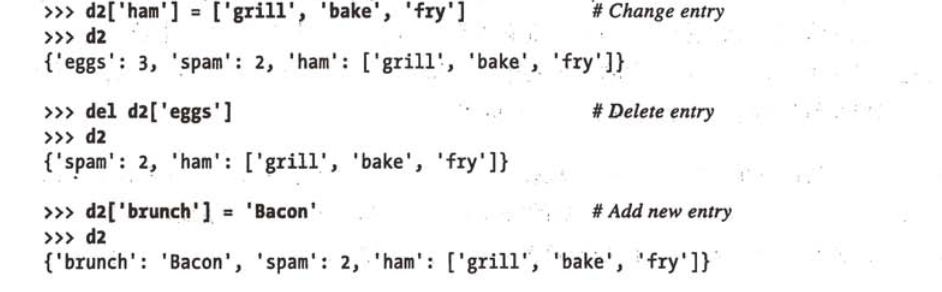 >>> d2['ham'] = ['grill', 'bake', 'fry'] # Change entry
>>> d2
{'eggs': 3, 'spam': 2, 'ham': ['grill', 'bake', 'fry']}
>>> del d2['eggs'] # Delete entry
>>> d2
{'spam': 2, 'ham': ['grill', 'bake', 'fry']}
>>> d2['brunch'] = 'Bacon' # Add new entry
>>> d2
{'brunch': 'Bacon', 'spam': 2, 'ham': ['grill', 'bake', 'fry']}